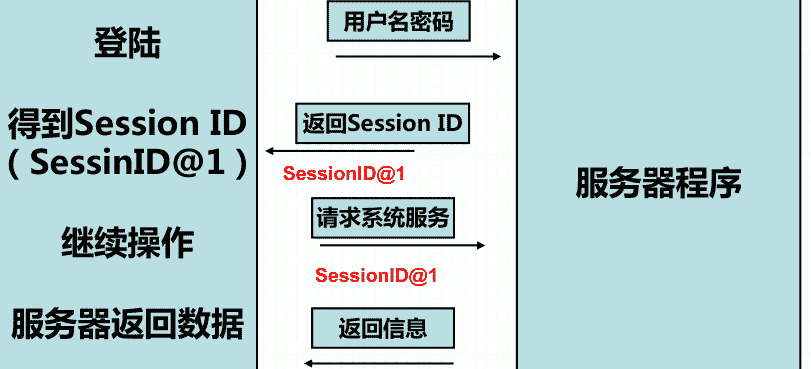 登陆
用户名密码
得到Session ID
（SessinID@1）
返回Session ID
SessionID@1
服务器程序
继续操作
请求系统服务
SessionID@1
服务器返回数据
返回信息